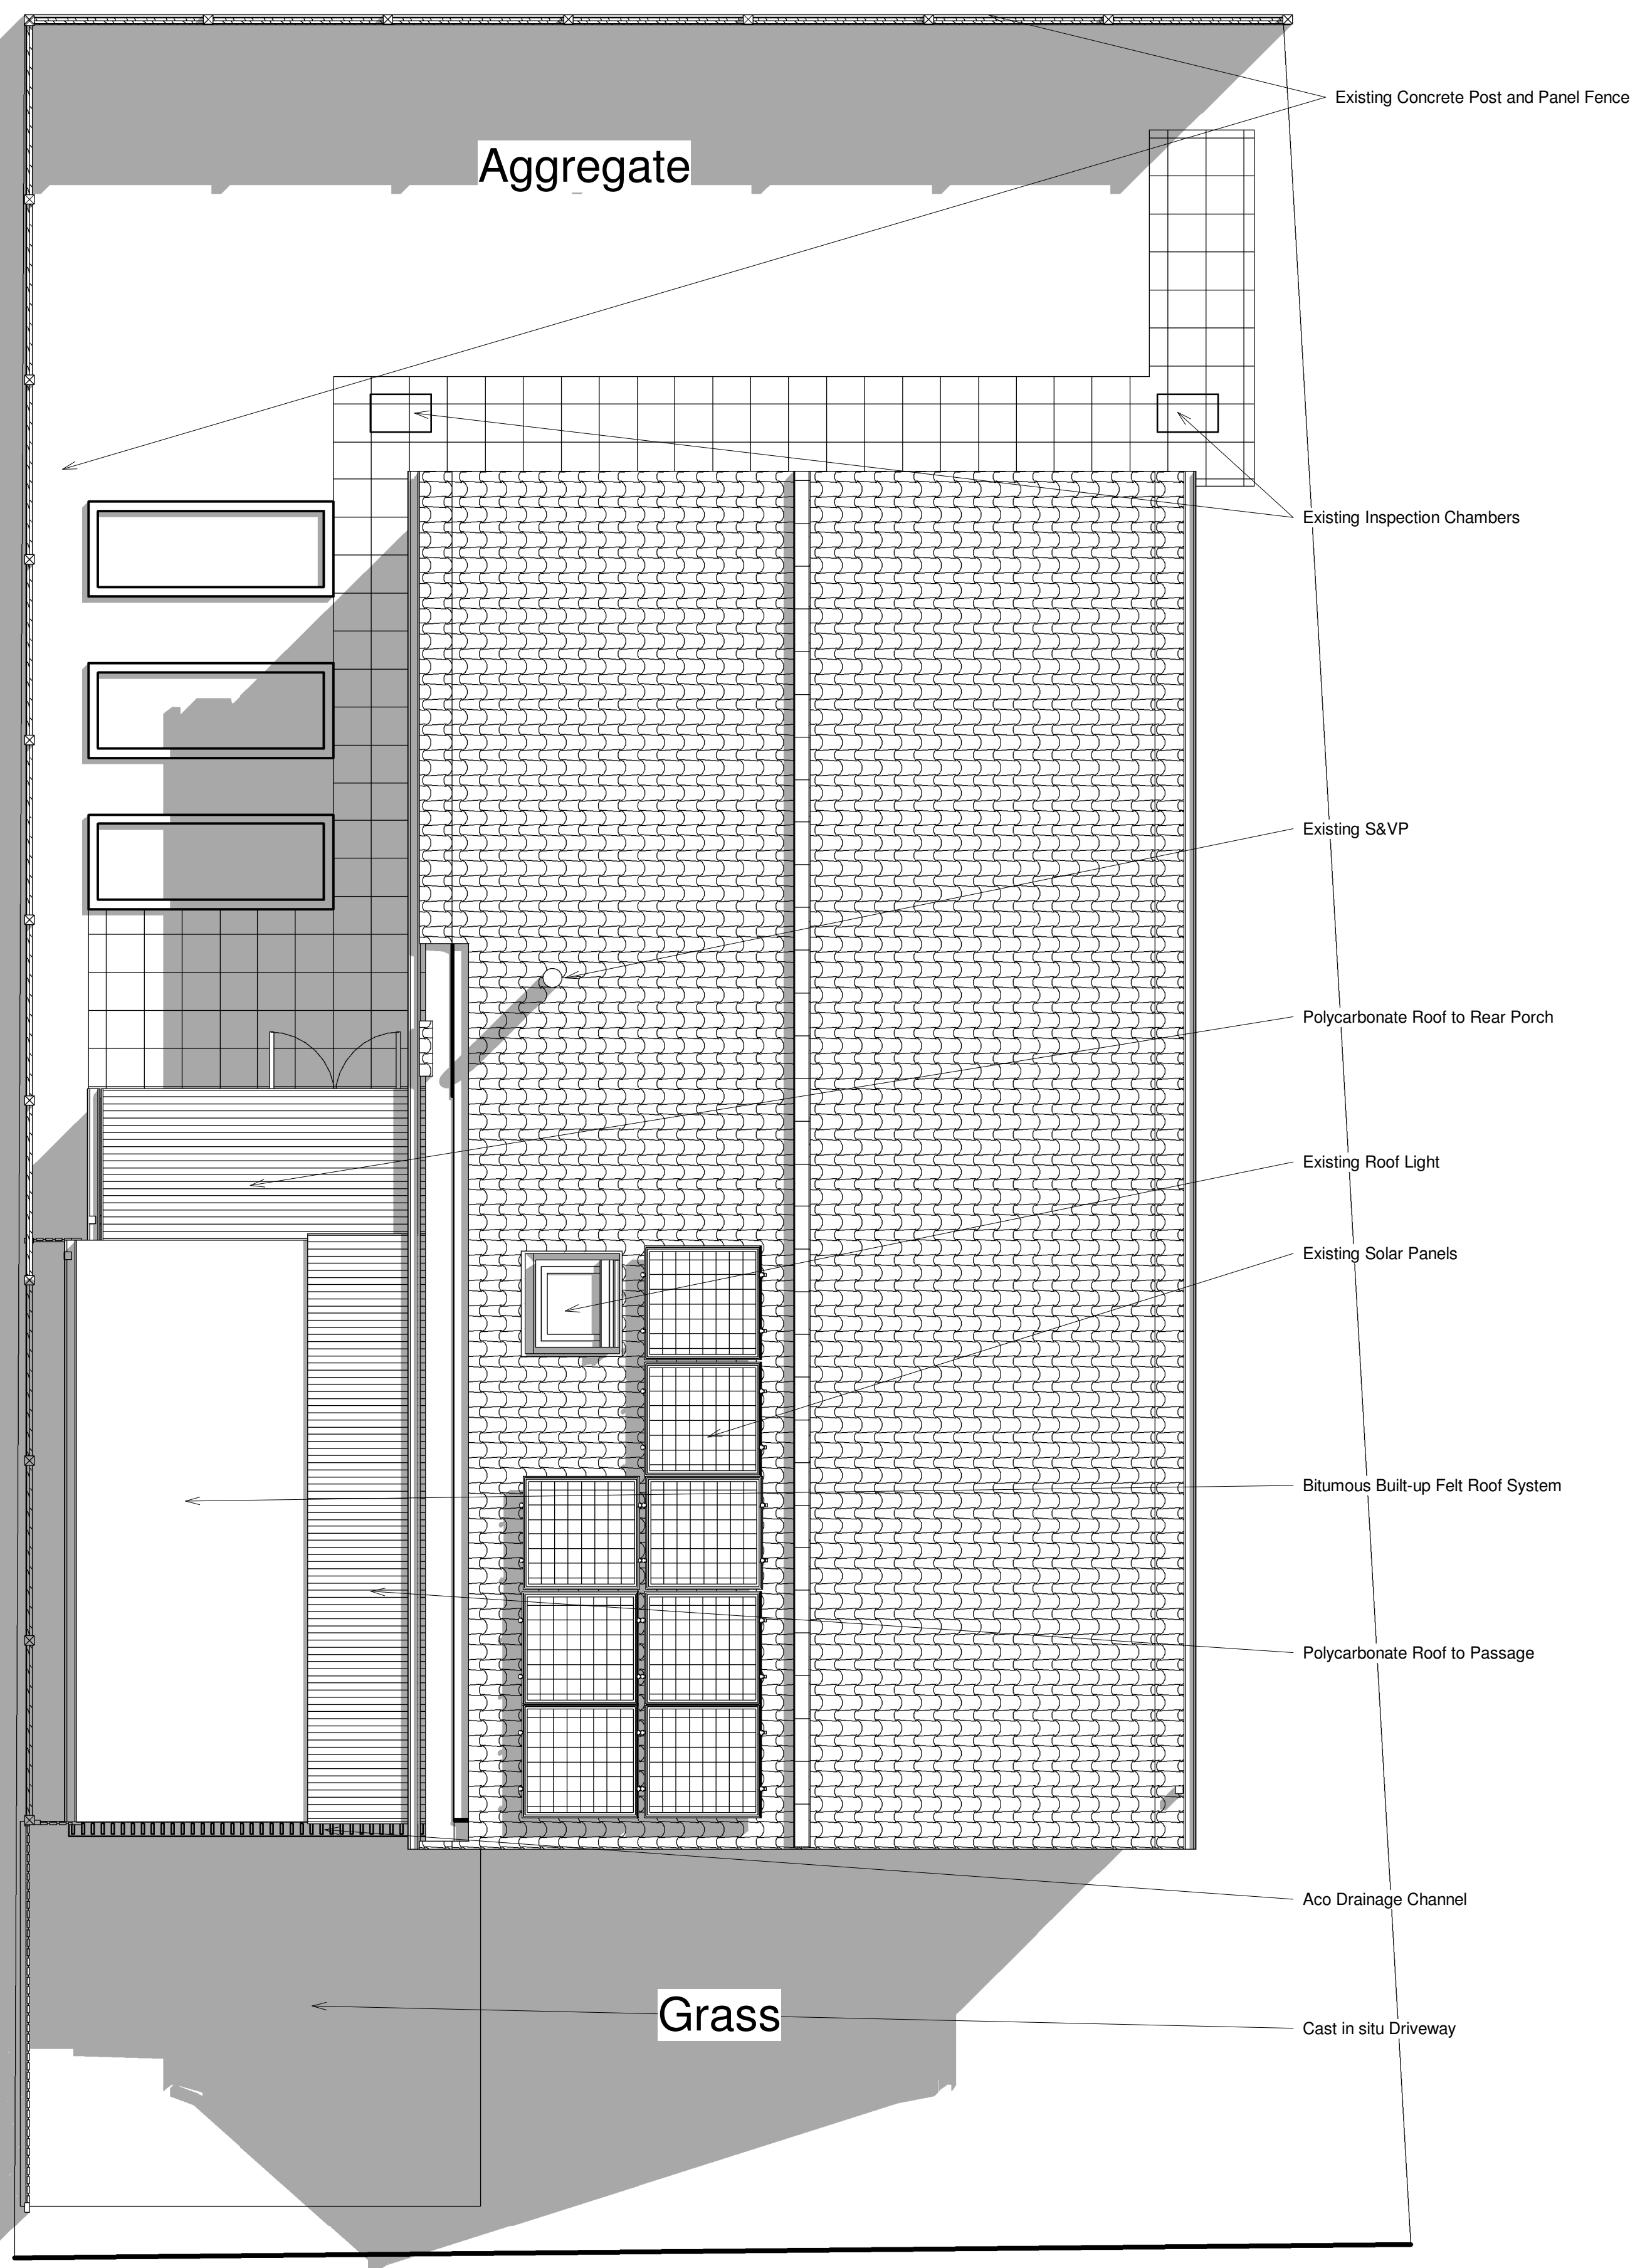 Existing Concrete Post and Panel Fence
Aggregate
Existing Inspection Chambers
Existing S&VP
Polycarbonate Roof to Rear Porch
Existing Roof Light
Existing Solar Panels
Bitumous Built-up Felt Roof System
Polycarbonate Roof to Passage
Aco Drainage Channel
Grass
Cast in situ Driveway